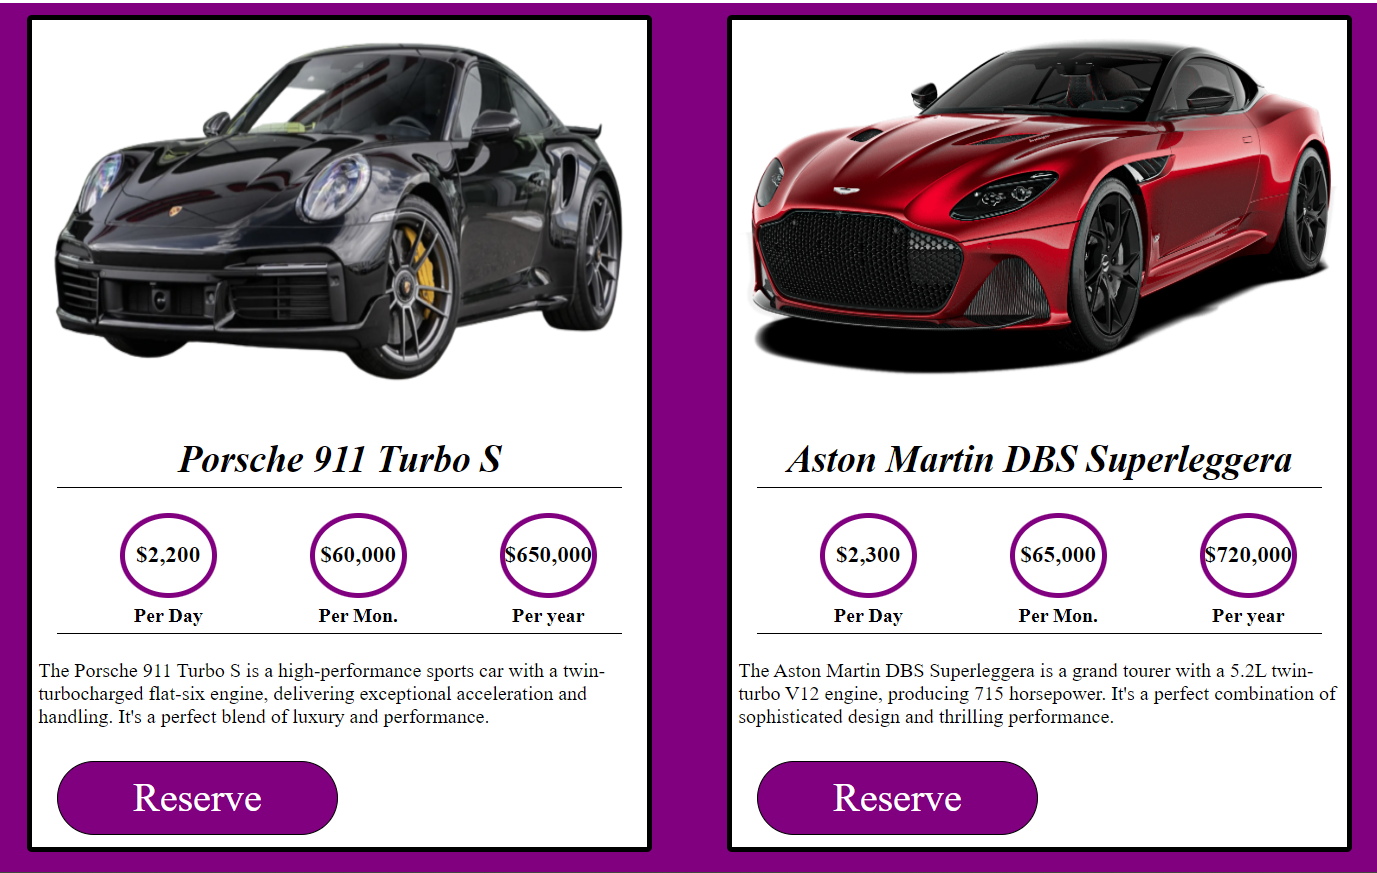 Porsche 911 Turbo S
$2,200 $60,000 $650,000
Per Day Per Mon. Per year
The Porsche 911 Turbo S is a high-performance sports car with a twin-
turbocharged flat-six engine, delivering exceptional acceleration and
handling. It's a perfect blend of luxury and performance.
Reserve
Aston Martin DBS Superleggera
$2,300 $65,000 $720,000
Per Day Per Mon. Per year
The Aston Martin DBS Superleggera is a grand tourer with a 5.2L twin-
turbo V12 engine, producing 715 horsepower. It's a perfect combination of
sophisticated design and thrilling performance.
Reserve